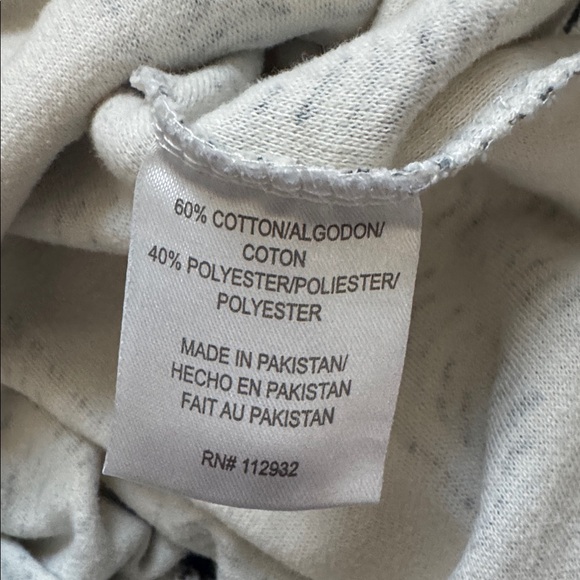 60% COTTON/ALGODON/
COTON
40% POLYESTER/POLIESTER/
POLYESTER
MADE IN PAKISTAN/
HECHO EN PAKISTAN
FAIT AU PAKISTAN
RN# 112932